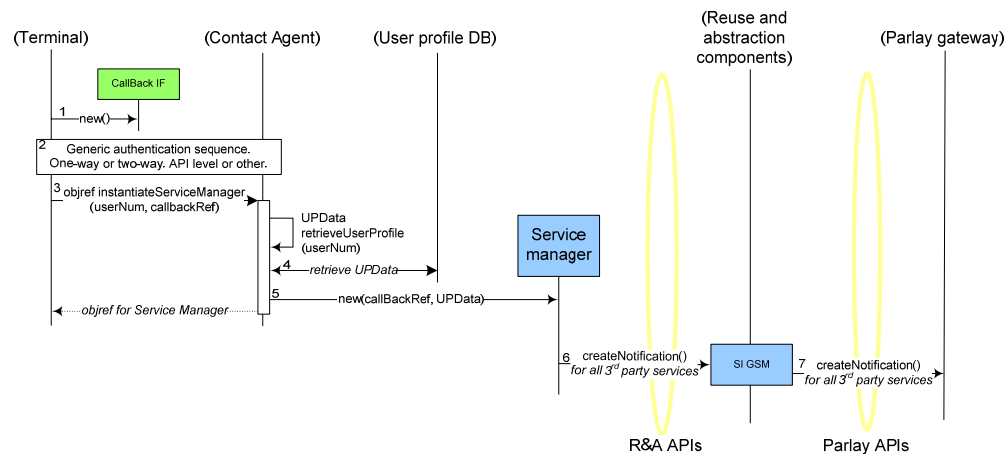 (Terminal)
(Contact Agent)
(User profile DB)
(Reuse and
abstraction
components)
(Parlay gateway)
CallBack IF
1
new()
2
Generic authentication sequence.
One-way or two-way. API level or other.
3
objref instantiateServiceManager
(userNum, callbackRef)
UPData
retrieveUserProfile
(userNum)
Service
manager
4
retrieve UPData
5
new(callBackRef, UPData)
objref for Service Manager
6
createNotification()
for all 3rd party services
SI GSM
7
createNotification()
for all 3rd party services
R&A APIs
Parlay APIs